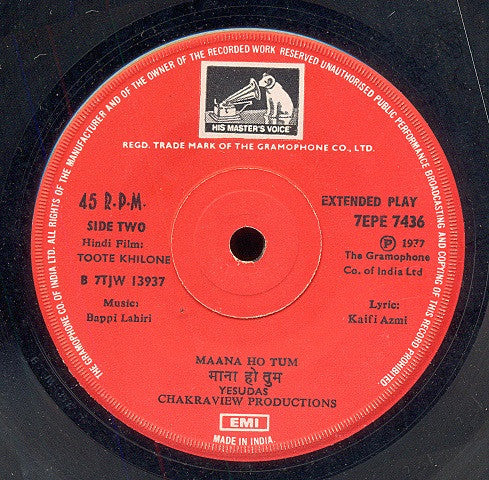 THE GRAMOPHONE CO. OF INDIA LTD. ALL RIGHTS OF THE MANUFACTURER AND OF THE OWNER OF THE RECORDED WORK RESERVED UNAUTHORISED PUBLIC PERFORMANCE BROADCASTING AND COPYING OF THIS RECORD PROHIBITED
HIS MASTER'S VOICE
REGD. TRADE MARK OF THE GRAMOPHONE CO., LTD.
45 R.P.M.
SIDE TWO
Hindi Film:
TOOTE KHILONE
B 7TJW 13937
Music:
Bappi Lahiri
EXTENDED PLAY
7EPE 7436
Ⓟ 1977
The Gramophone
Co. of India Ltd
Lyric:
Kaifi Azmi
MAANA HO TUM
माना हो तुम
YESUDAS
CHAKRAVIEW PRODUCTIONS
EMI
MADE IN INDIA.